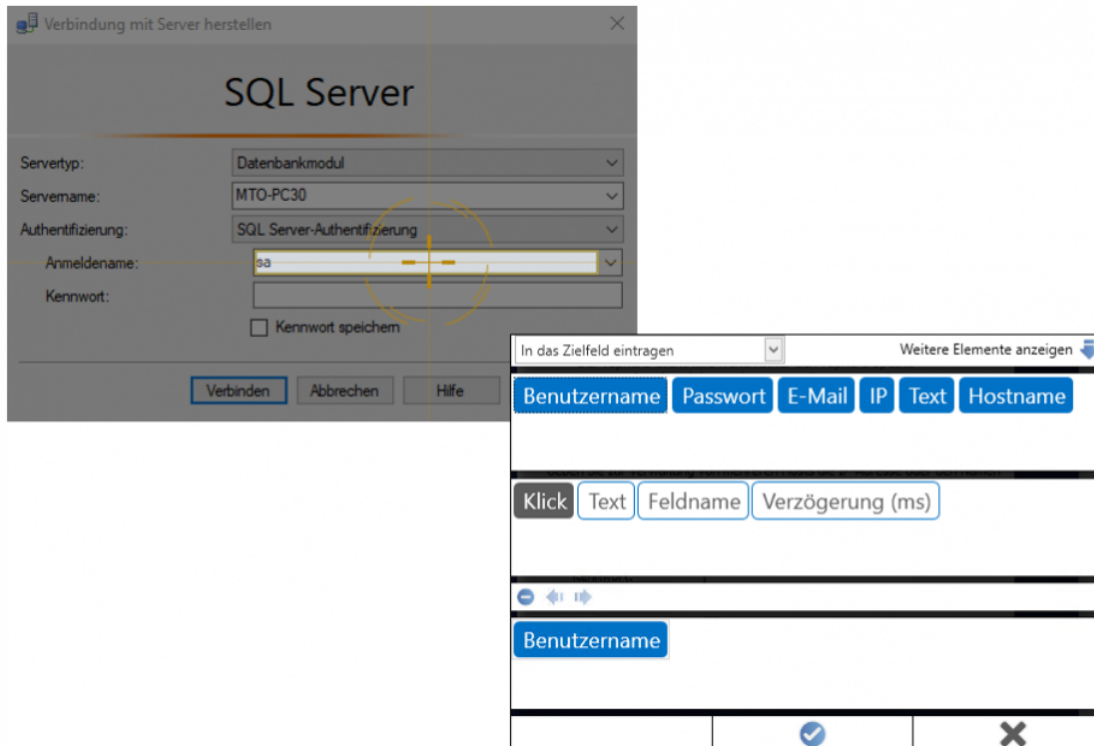 Verbindung mit Server herstellen
SQL Server
Servertyp: Datenbankmodul
Servername: MTO-PC30
Authentifizierung: SQL Server-Authentifizierung
Anmeldename: sa
Kennwort:
Kennwort speichern
Verbinden Abbrechen Hilfe
In das Zielfeld eintragen Weitere Elemente anzeigen
Benutzername Passwort E-Mail IP Text Hostname
Klick Text Feldname Verzögerung (ms)
Benutzername